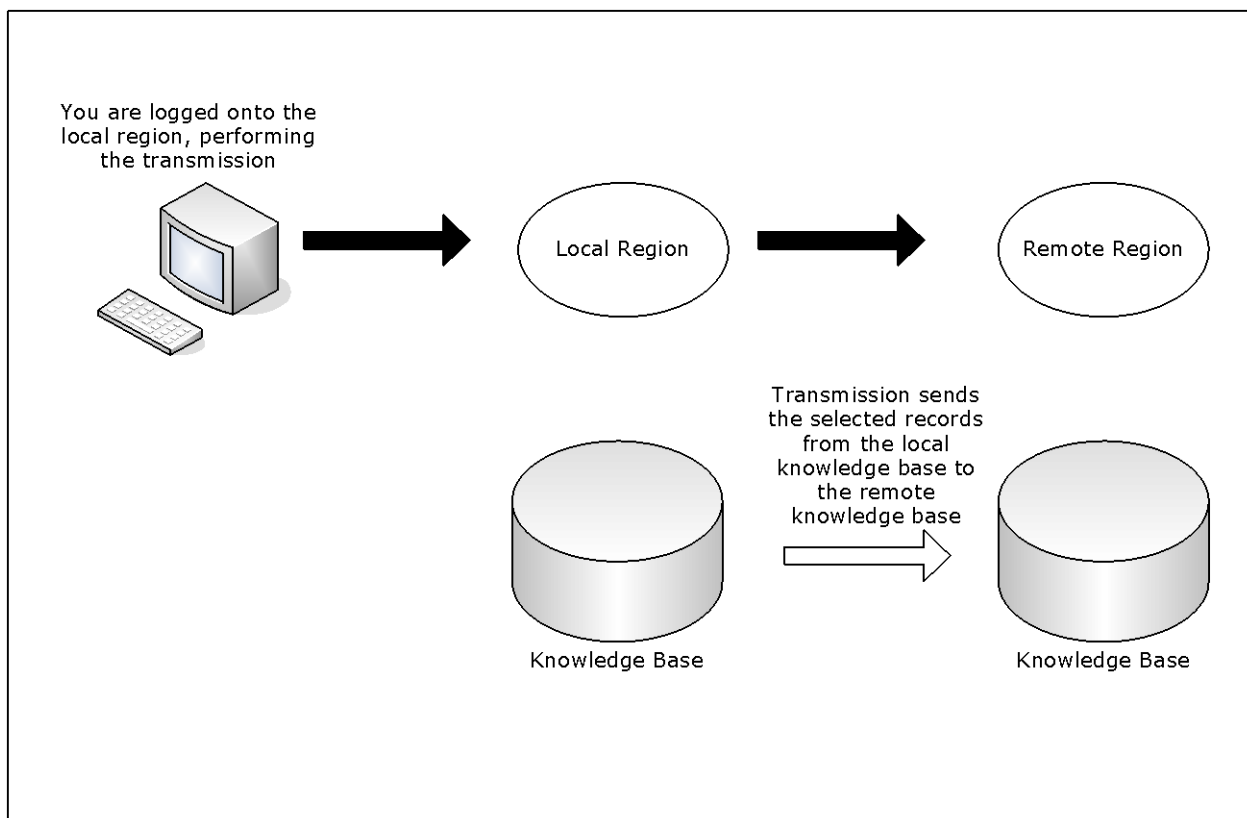 You are logged onto the
local region, performing
the transmission
Local Region
Remote Region
Transmission sends
the selected records
from the local
knowledge base to
the remote
knowledge base
Knowledge Base
Knowledge Base